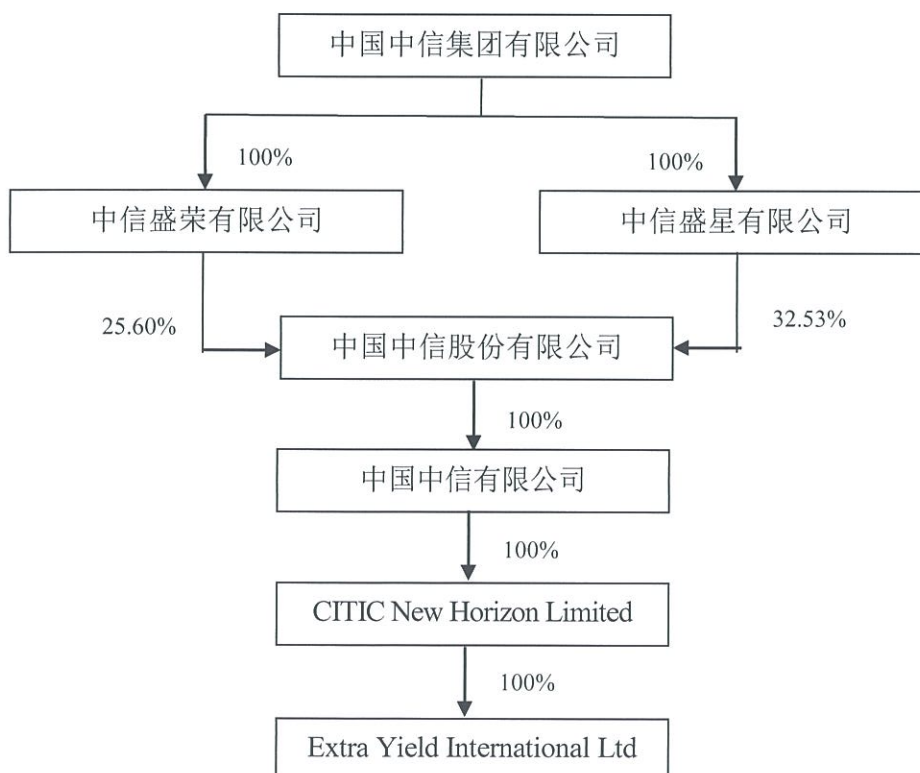 中国中信集团有限公司
100%
100%
中信盛荣有限公司
中信盛星有限公司
25.60%
32.53%
中国中信股份有限公司
100%
中国中信有限公司
100%
CITIC New Horizon Limited
100%
Extra Yield International Ltd